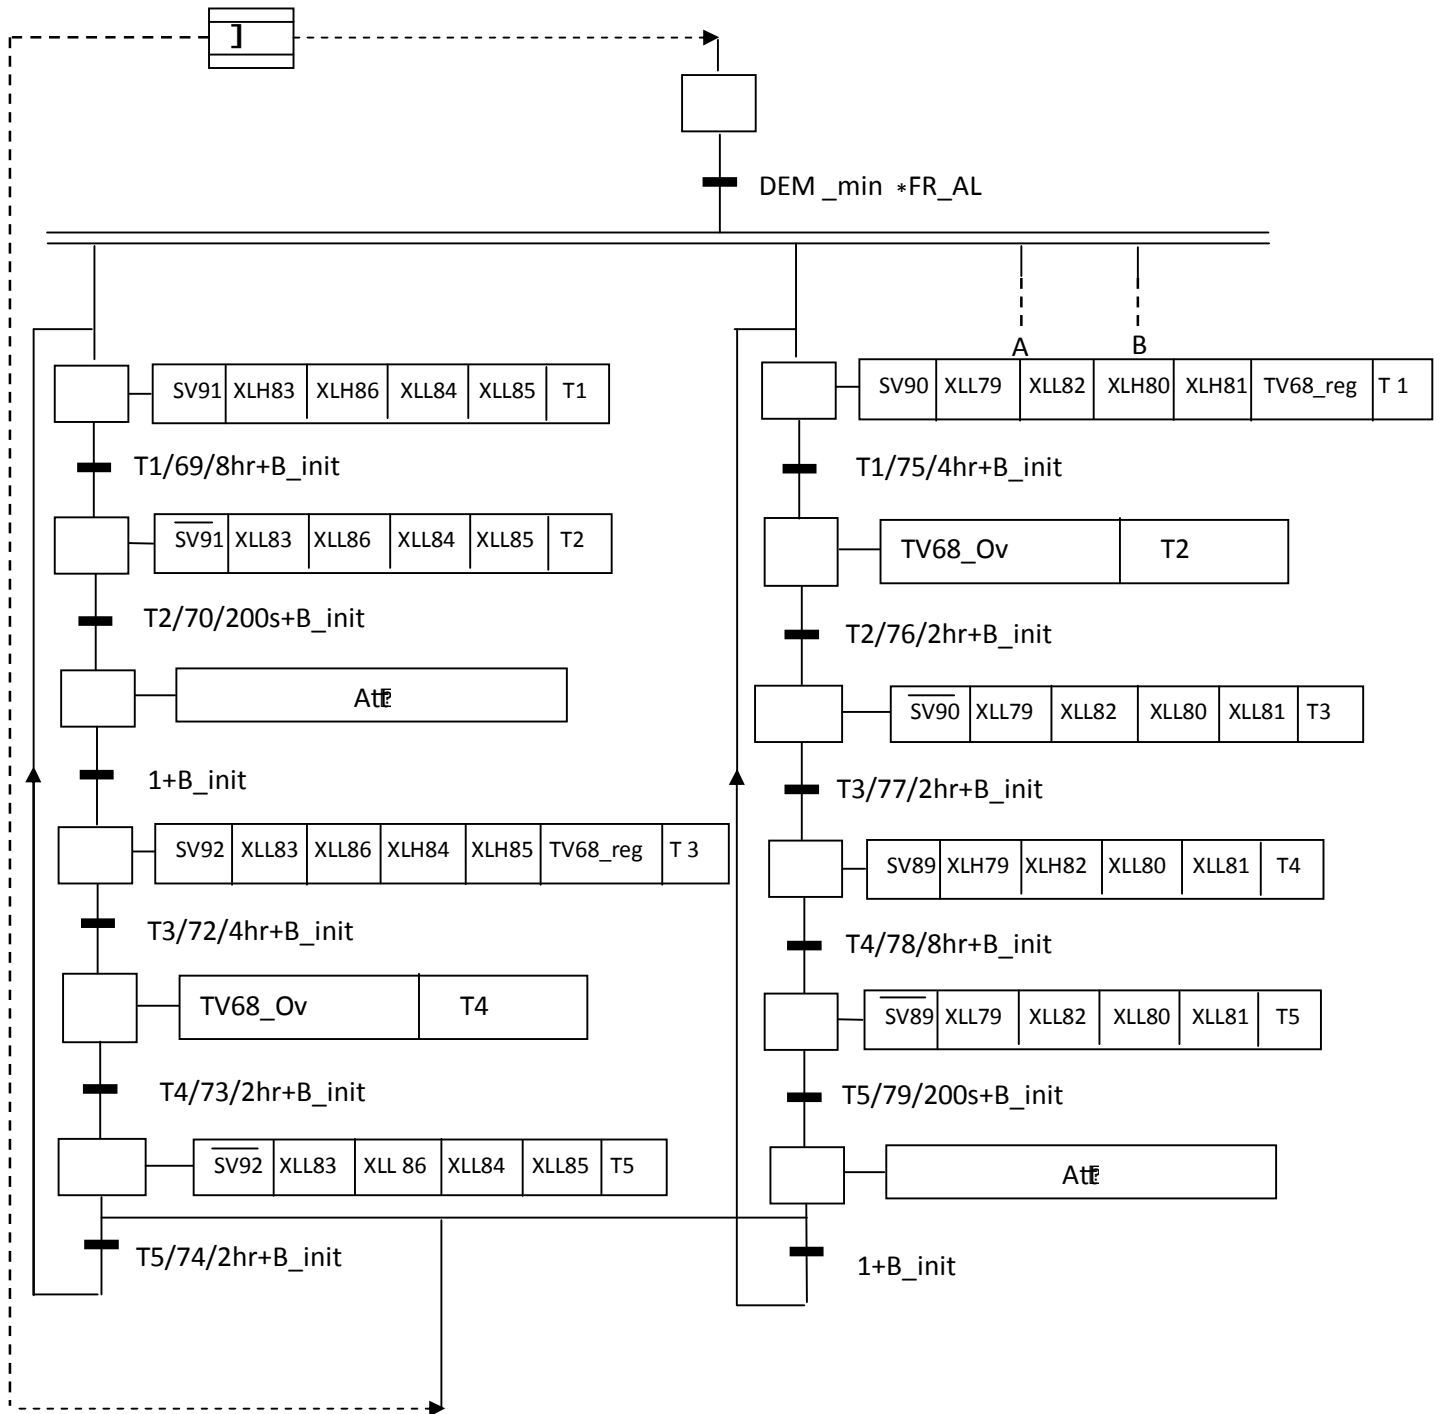 ]
DEM _min *FR_AL
A B
SV91 XLH83 XLH86 XLL84 XLL85 T1
SV90 XLL79 XLL82 XLH80 XLH81 TV68_reg T 1
T1/69/8hr+B_init
T1/75/4hr+B_init
SV91 XLL83 XLL86 XLL84 XLL85 T2
TV68_Ov T2
T2/70/200s+B_init
T2/76/2hr+B_init
SV90 XLL79 XLL82 XLL80 XLL81 T3
1+B_init
T3/77/2hr+B_init
SV92 XLL83 XLL86 XLH84 XLH85 TV68_reg T 3
SV89 XLH79 XLH82 XLL80 XLL81 T4
T3/72/4hr+B_init
T4/78/8hr+B_init
TV68_Ov T4
SV89 XLL79 XLL82 XLL80 XLL81 T5
T4/73/2hr+B_init
T5/79/200s+B_init
SV92 XLL83 XLL 86 XLL84 XLL85 T5
T5/74/2hr+B_init
1+B_init